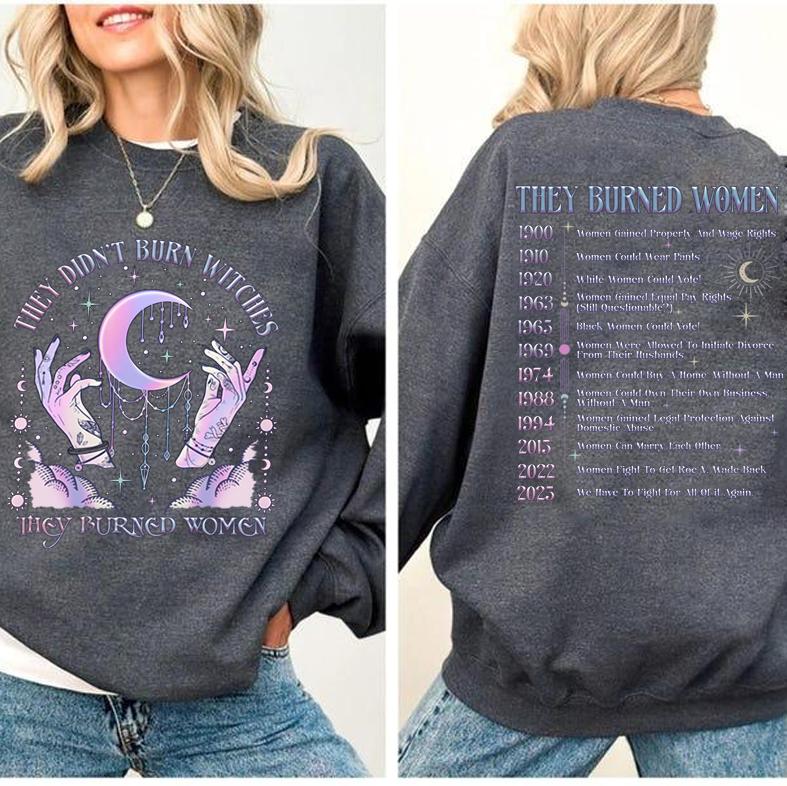 THEY DIDN'T BURN WITCHES
THEY BURNED WOMEN
THEY BURNED WOMEN
1900 Women Gained Property And Wage Rights
1910 Women Could Wear Pants
1920 White Women Could Vote!
1963 Women Gained Equal Pay Rights
(Still Questionable?)
1965 Black Women Could Vote!
1969 Women Were Allowed To Initiate Divorce
From Their Husbands
1974 Women Could Buy A Home Without A Man
1988 Women Could Own Their Own Business
Without A Man
1994 Women Gained Legal Protection Against
Domestic Abuse
2015 Women Can Marry Each Other
2022 Women Fight To Get Roe V. Wade Back
2025 We Have To Fight For All Of it Again